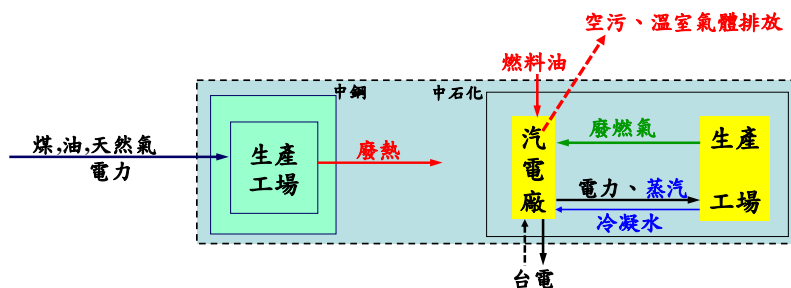 空污、溫室氣體排放
燃料油
中鋼
中石化
煤,油,天然氣
電力
生產
工場
廢熱
汽
電
廠
廢燃氣
生產
工場
電力、蒸汽
冷凝水
台電